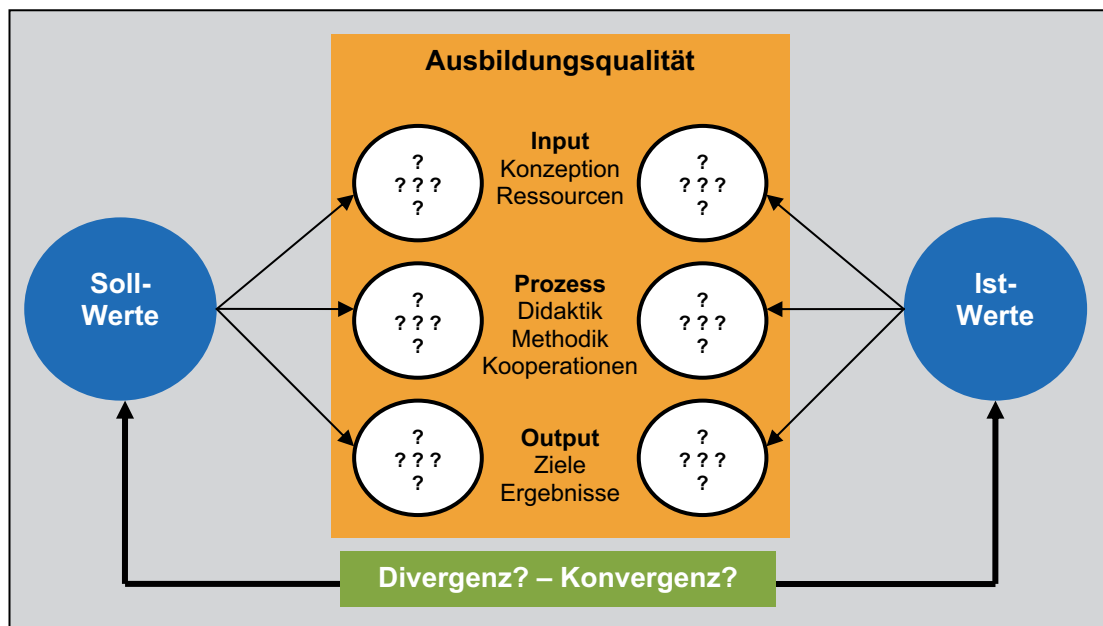 Ausbildungsqualität
?
? ? ?
?
Input
Konzeption
Ressourcen
?
? ? ?
?
Soll-
Werte
?
? ? ?
?
Prozess
Didaktik
Methodik
Kooperationen
?
? ? ?
?
Ist-
Werte
?
? ? ?
?
Output
Ziele
Ergebnisse
?
? ? ?
?
Divergenz? – Konvergenz?